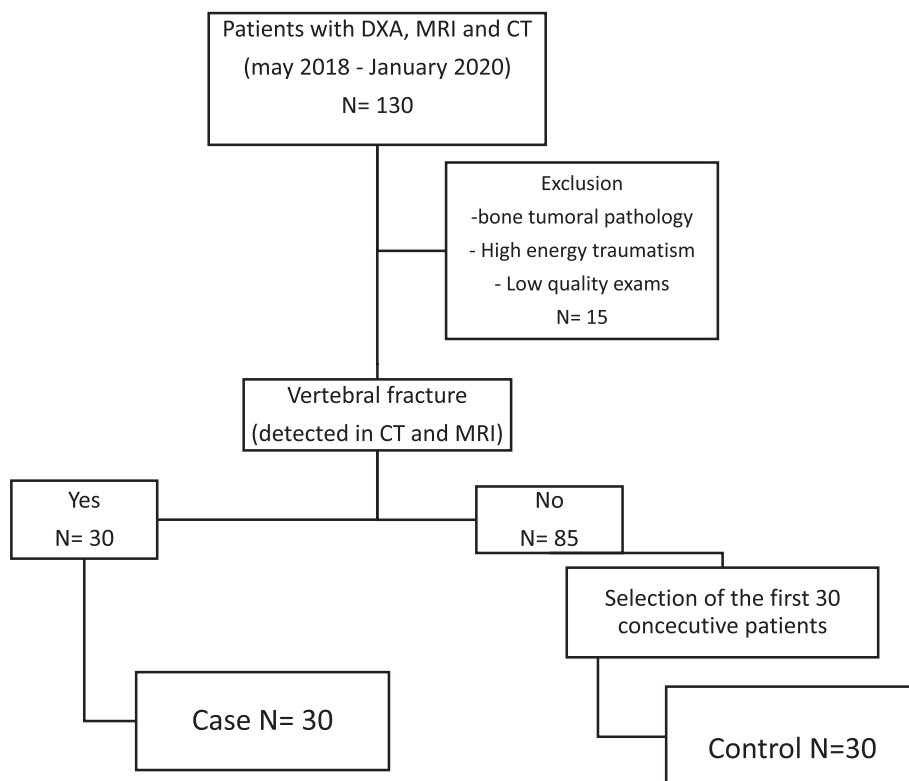 Patients with DXA, MRI and CT
(may 2018 - January 2020)
N= 130
Exclusion
-bone tumoral pathology
- High energy traumatism
- Low quality exams
N= 15
Vertebral fracture
(detected in CT and MRI)
Yes
N= 30
No
N= 85
Selection of the first 30
concecutive patients
Case N= 30
Control N=30